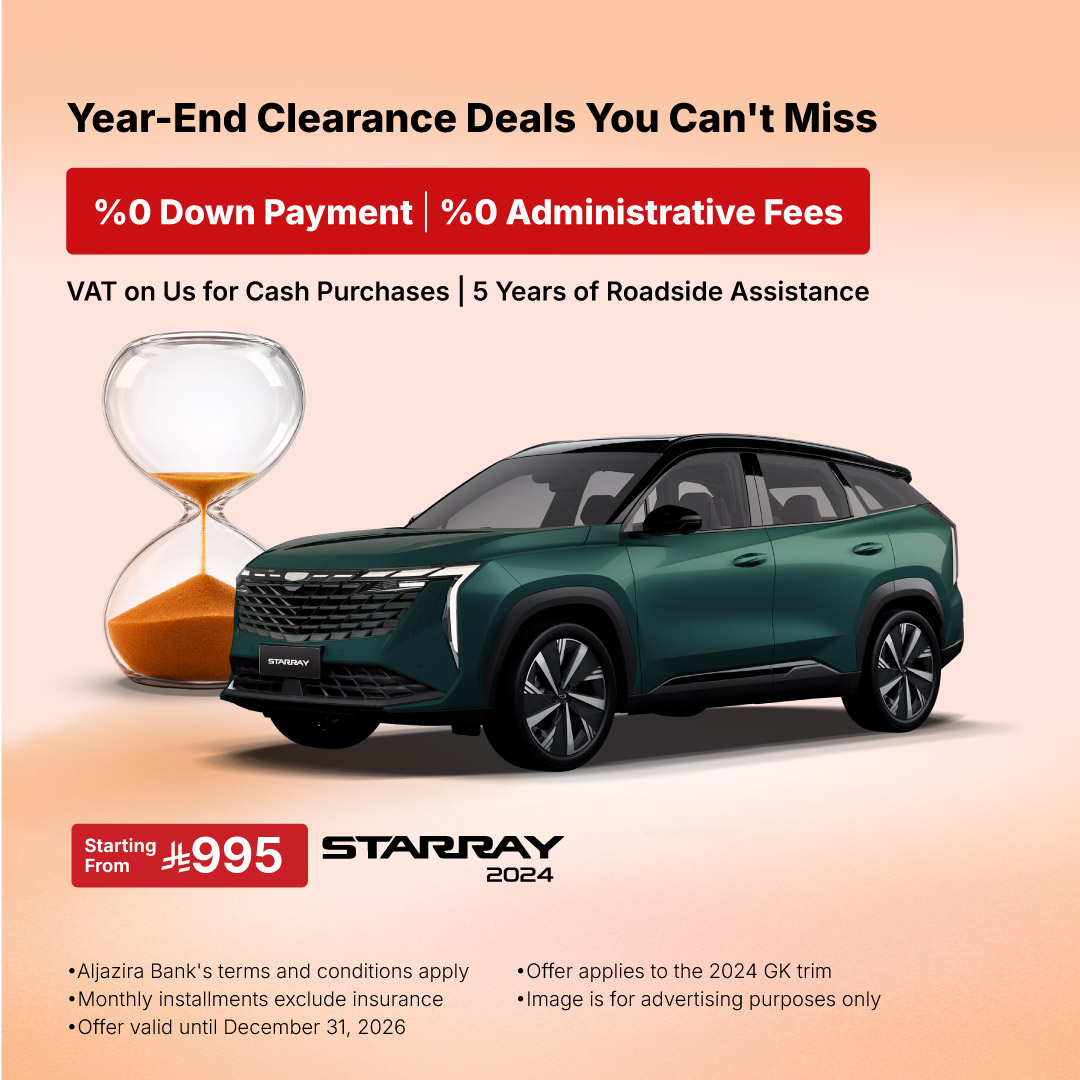 Year-End Clearance Deals You Can't Miss
%0 Down Payment | %0 Administrative Fees
VAT on Us for Cash Purchases | 5 Years of Roadside Assistance
STARRAY
Starting From ⃁995
STARRAY
2024
•Aljazira Bank's terms and conditions apply
•Monthly installments exclude insurance
•Offer valid until December 31, 2026
•Offer applies to the 2024 GK trim
•Image is for advertising purposes only